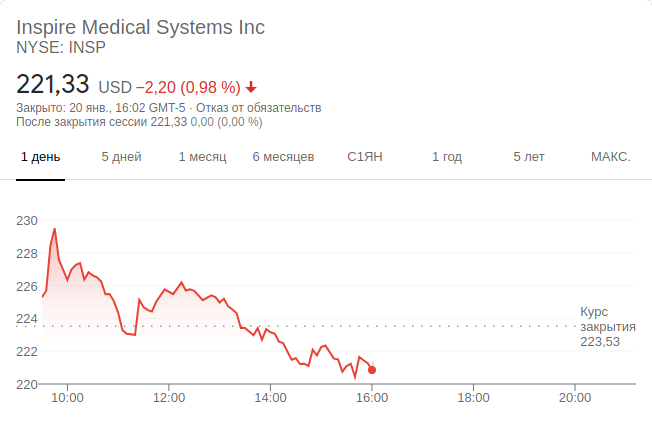 Inspire Medical Systems Inc
NYSE: INSP
221,33 USD −2,20 (0,98 %)
Закрыто: 20 янв., 16:02 GMT-5 · Отказ от обязательств
После закрытия сессии 221,33 0,00 (0,00 %)
1 день 5 дней 1 месяц 6 месяцев С1ЯН 1 год 5 лет МАКС.
230
228
226
224
222
220
Курс
закрытия
223,53
10:00 12:00 14:00 16:00 18:00 20:00